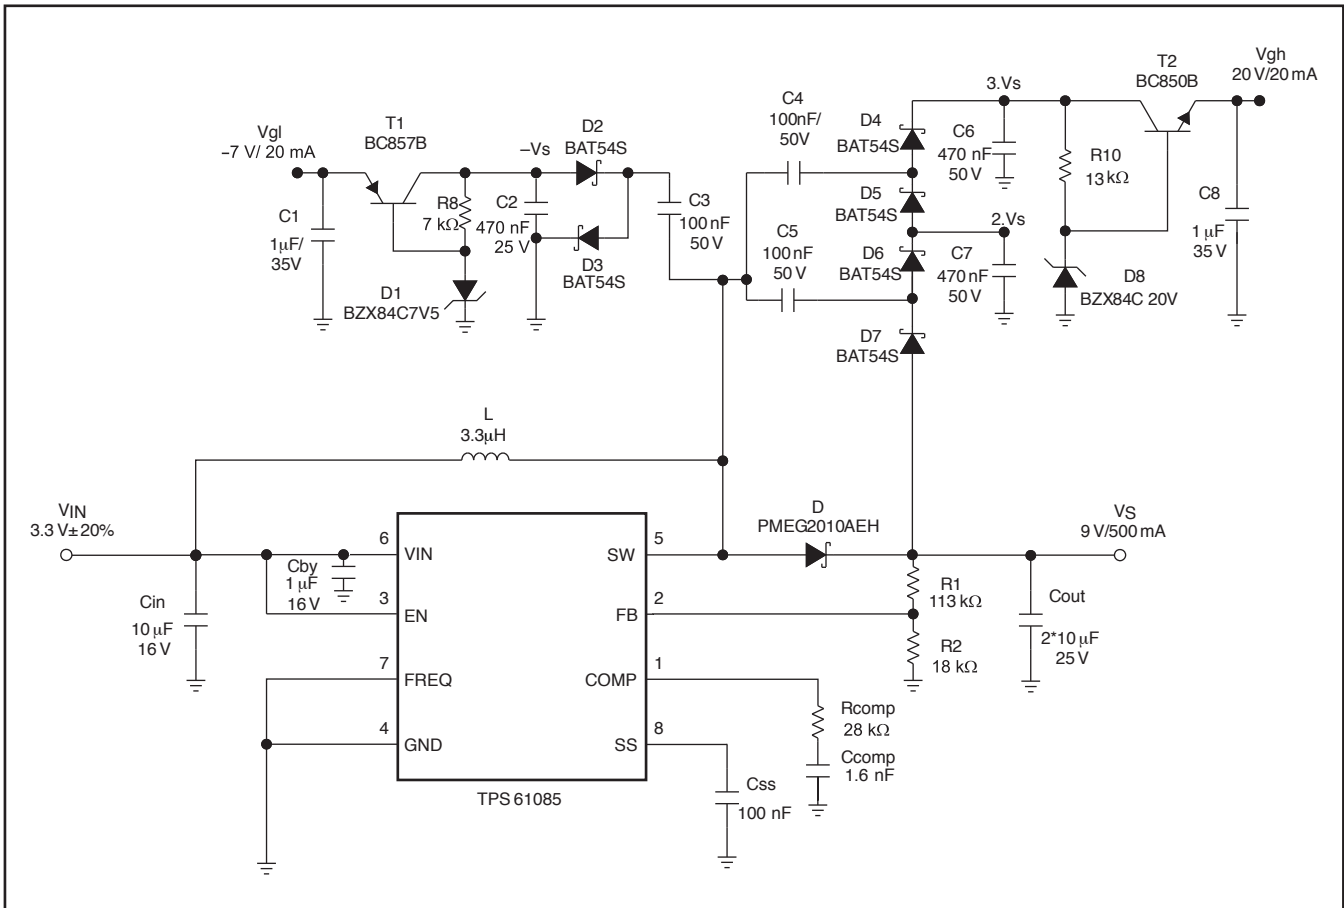 Vgh
20 V/20 mA
T2
BC850B
3.Vs
C4
100nF/
50V
D4
BAT54S
C6
470 nF
50 V
R10
13 kΩ
C8
1 μF
35V
T1
BC857B
Vgl
–7 V/ 20 mA
D2
BAT54S
–Vs
C1
1μF/
35V
R8
7 kΩ
C2
470 nF
25 V
C3
100 nF
50 V
D5
BAT54S
2.Vs
C5
100 nF
50 V
D6
BAT54S
C7
470 nF
50 V
D3
BAT54S
D1
BZX84C7V5
D8
BZX84C 20V
D7
BAT54S
L
3.3μH
VIN
3.3 V±20%
D
PMEG2010AEH
VS
9 V/500 mA
6
VIN
5
SW
Cby
1 μF
16 V
3
EN
2
FB
R1
113 kΩ
Cout
2*10 μF
25 V
Cin
10 μF
16 V
R2
18 kΩ
7
FREQ
1
COMP
Rcomp
28 kΩ
4
GND
8
SS
Ccomp
1.6 nF
Css
100 nF
TPS 61085